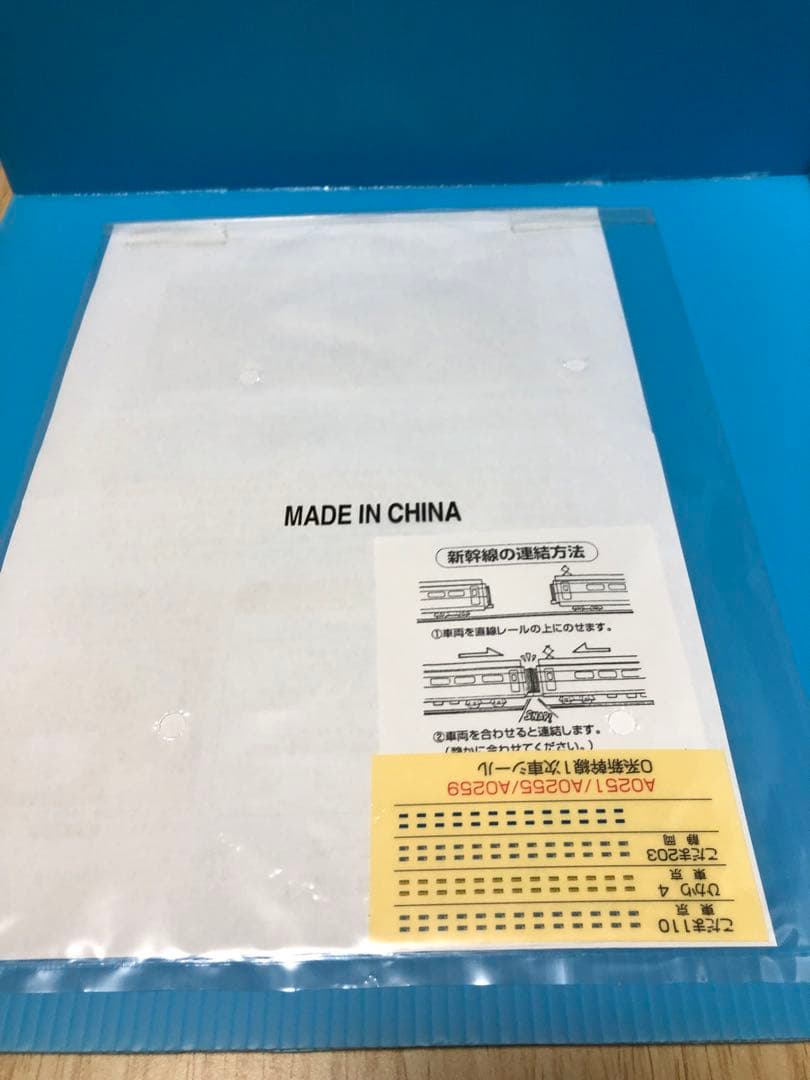 MADE IN CHINA
新幹線の連結方法
①車両を直線レールの上にのせます。
②車両を合わせると連結します。
(静かに合わせてください。)
0系新幹線1次車シール
A0251/A0255/A0259
こだま203
静岡
ひかり4
東京
こだま110
東京